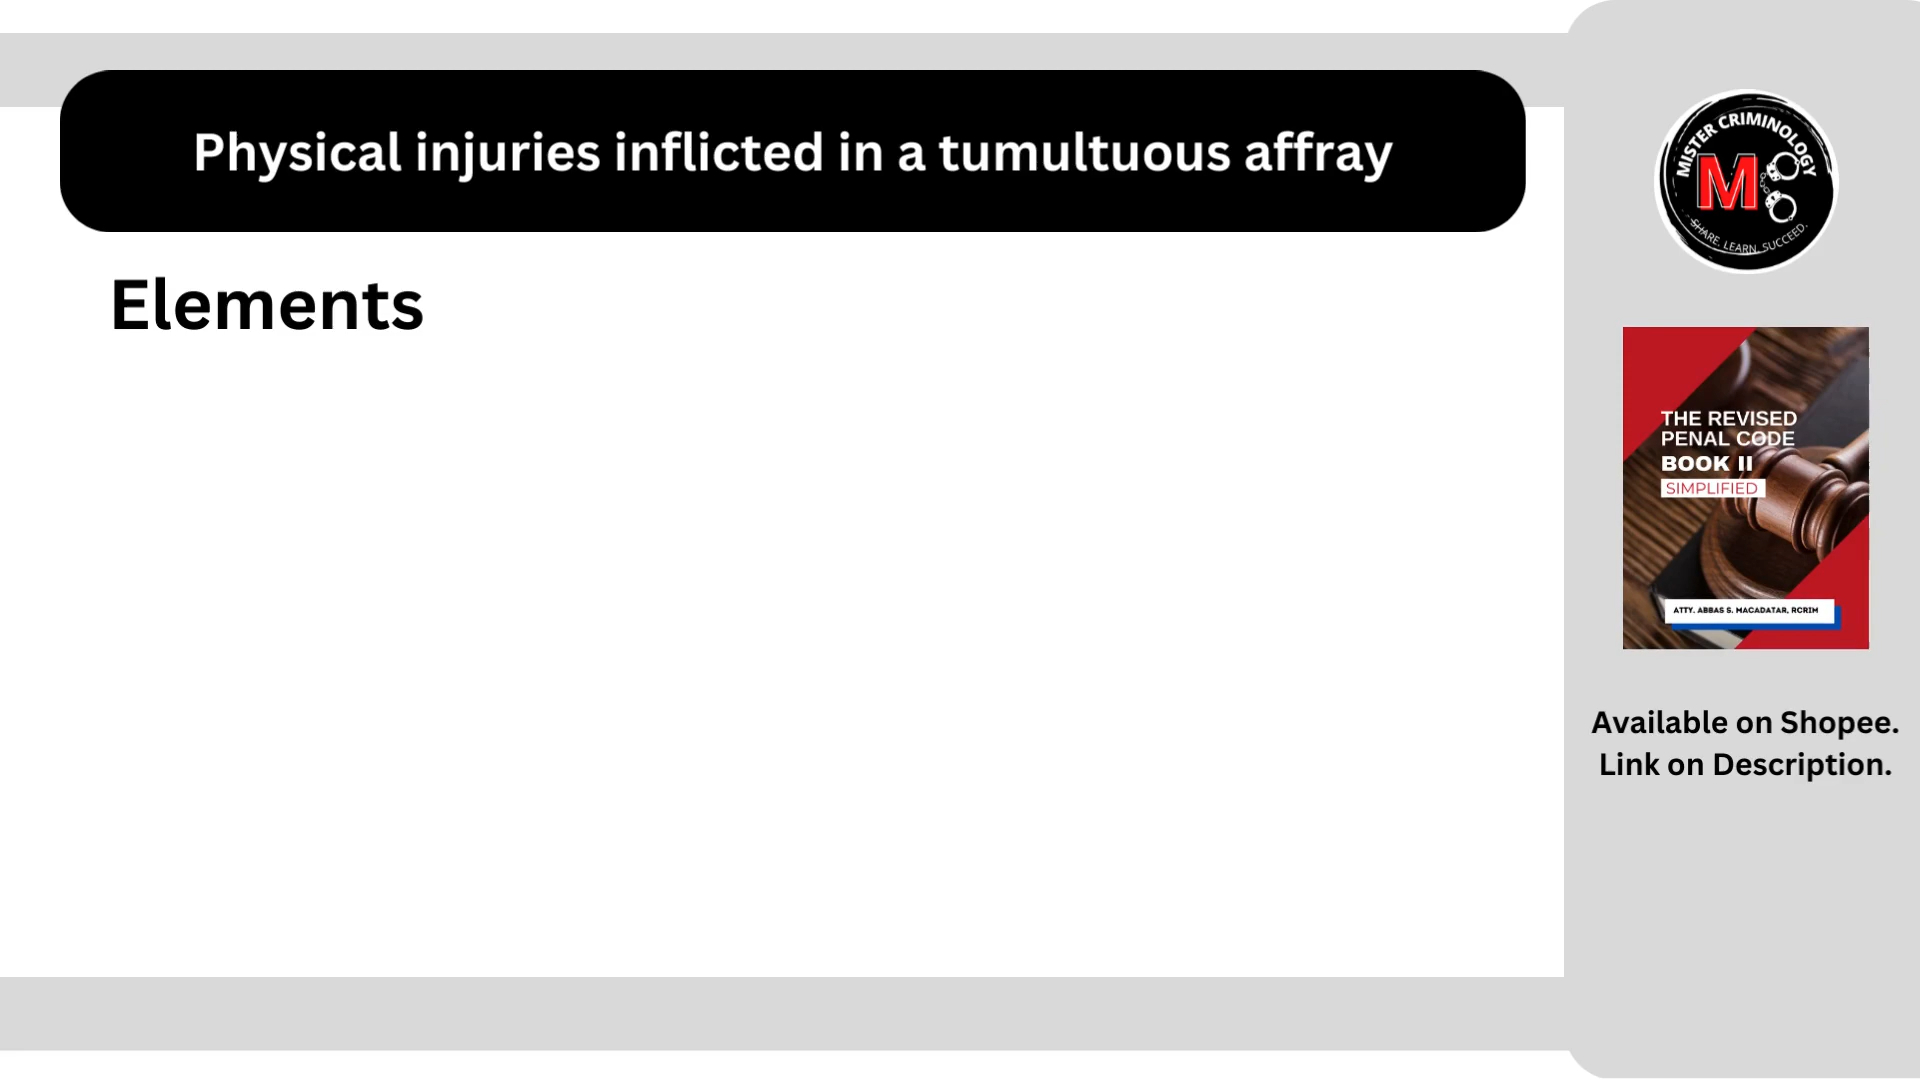 Physical injuries inflicted in a tumultuous affray
Elements
MISTER CRIMINOLOGY
M
SHARE. LEARN. SUCCEED.
THE REVISED
PENAL CODE
BOOK II
SIMPLIFIED
ATTY. ABBAS S. MACADATAR, RCRIM
Available on Shopee.
Link on Description.